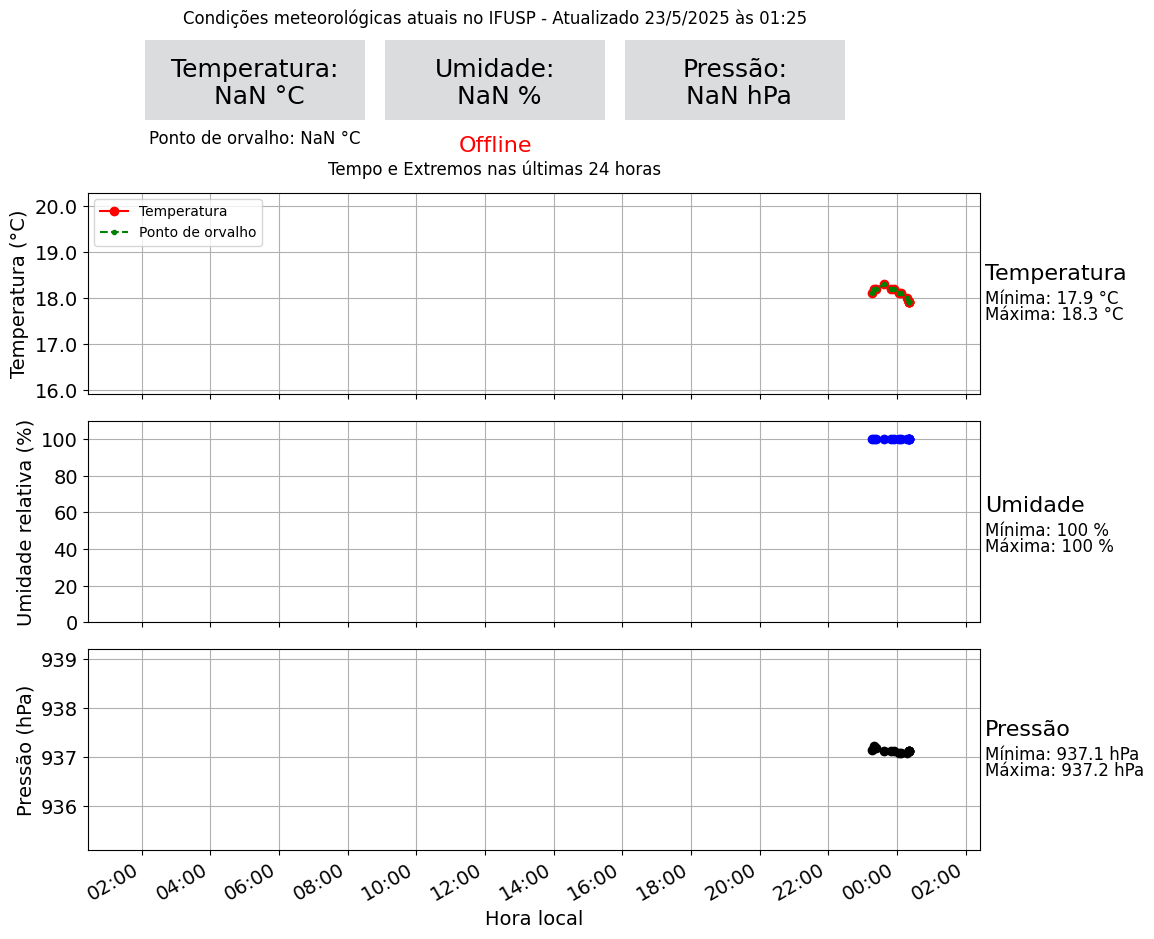 Condições meteorológicas atuais no IFUSP - Atualizado 23/5/2025 às 01:25
Temperatura:
NaN °C
Umidade:
NaN %
Pressão:
NaN hPa
Ponto de orvalho: NaN °C
Offline
Tempo e Extremos nas últimas 24 horas
Temperatura (°C)
20.0
19.0
18.0
17.0
16.0
Temperatura
Ponto de orvalho
Temperatura
Mínima: 17.9 °C
Máxima: 18.3 °C
Umidade relativa (%)
100
80
60
40
20
0
Umidade
Mínima: 100 %
Máxima: 100 %
Pressão (hPa)
939
938
937
936
Pressão
Mínima: 937.1 hPa
Máxima: 937.2 hPa
02:00 04:00 06:00 08:00 10:00 12:00 14:00 16:00 18:00 20:00 22:00 00:00 02:00
Hora local